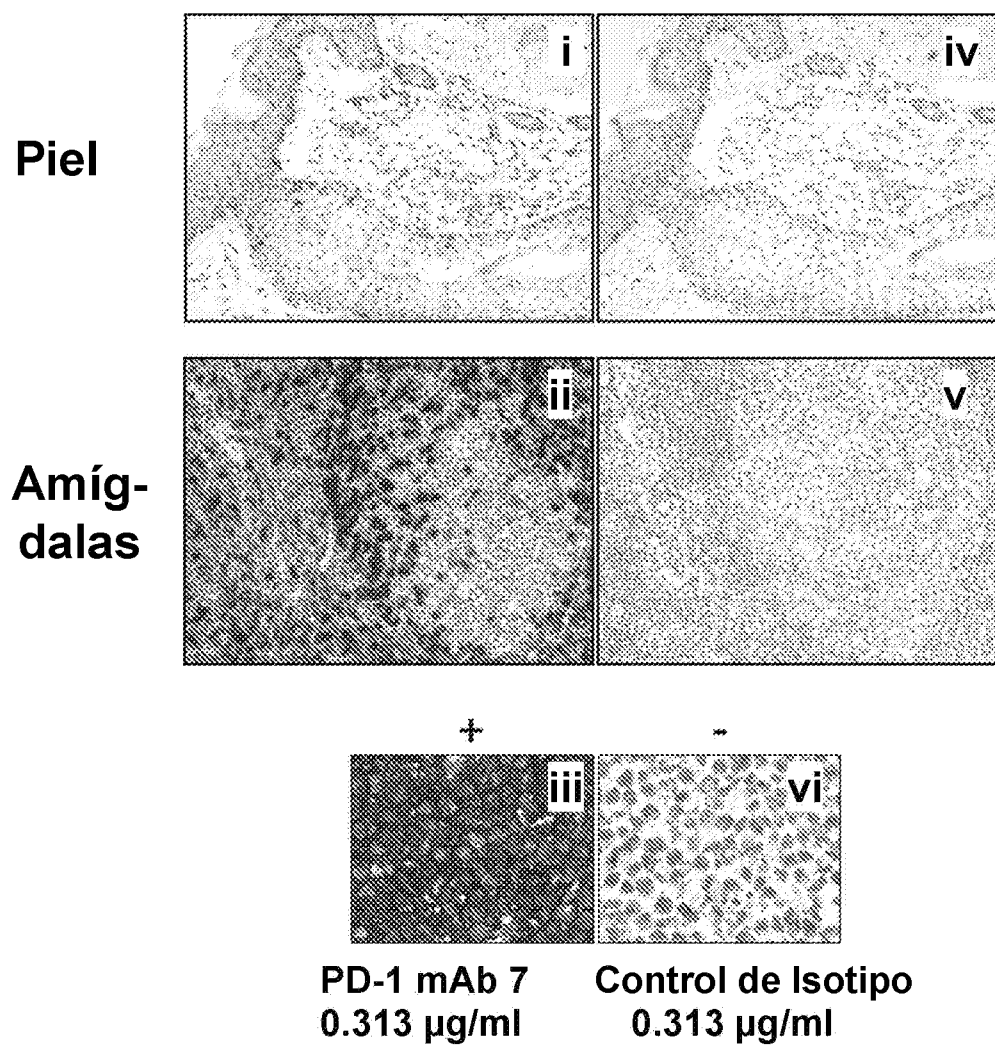 Piel
i
iv
Amíg-
dalas
ii
v
+
-
iii
vi
PD-1 mAb 7
0.313 µg/ml
Control de Isotipo
0.313 µg/ml